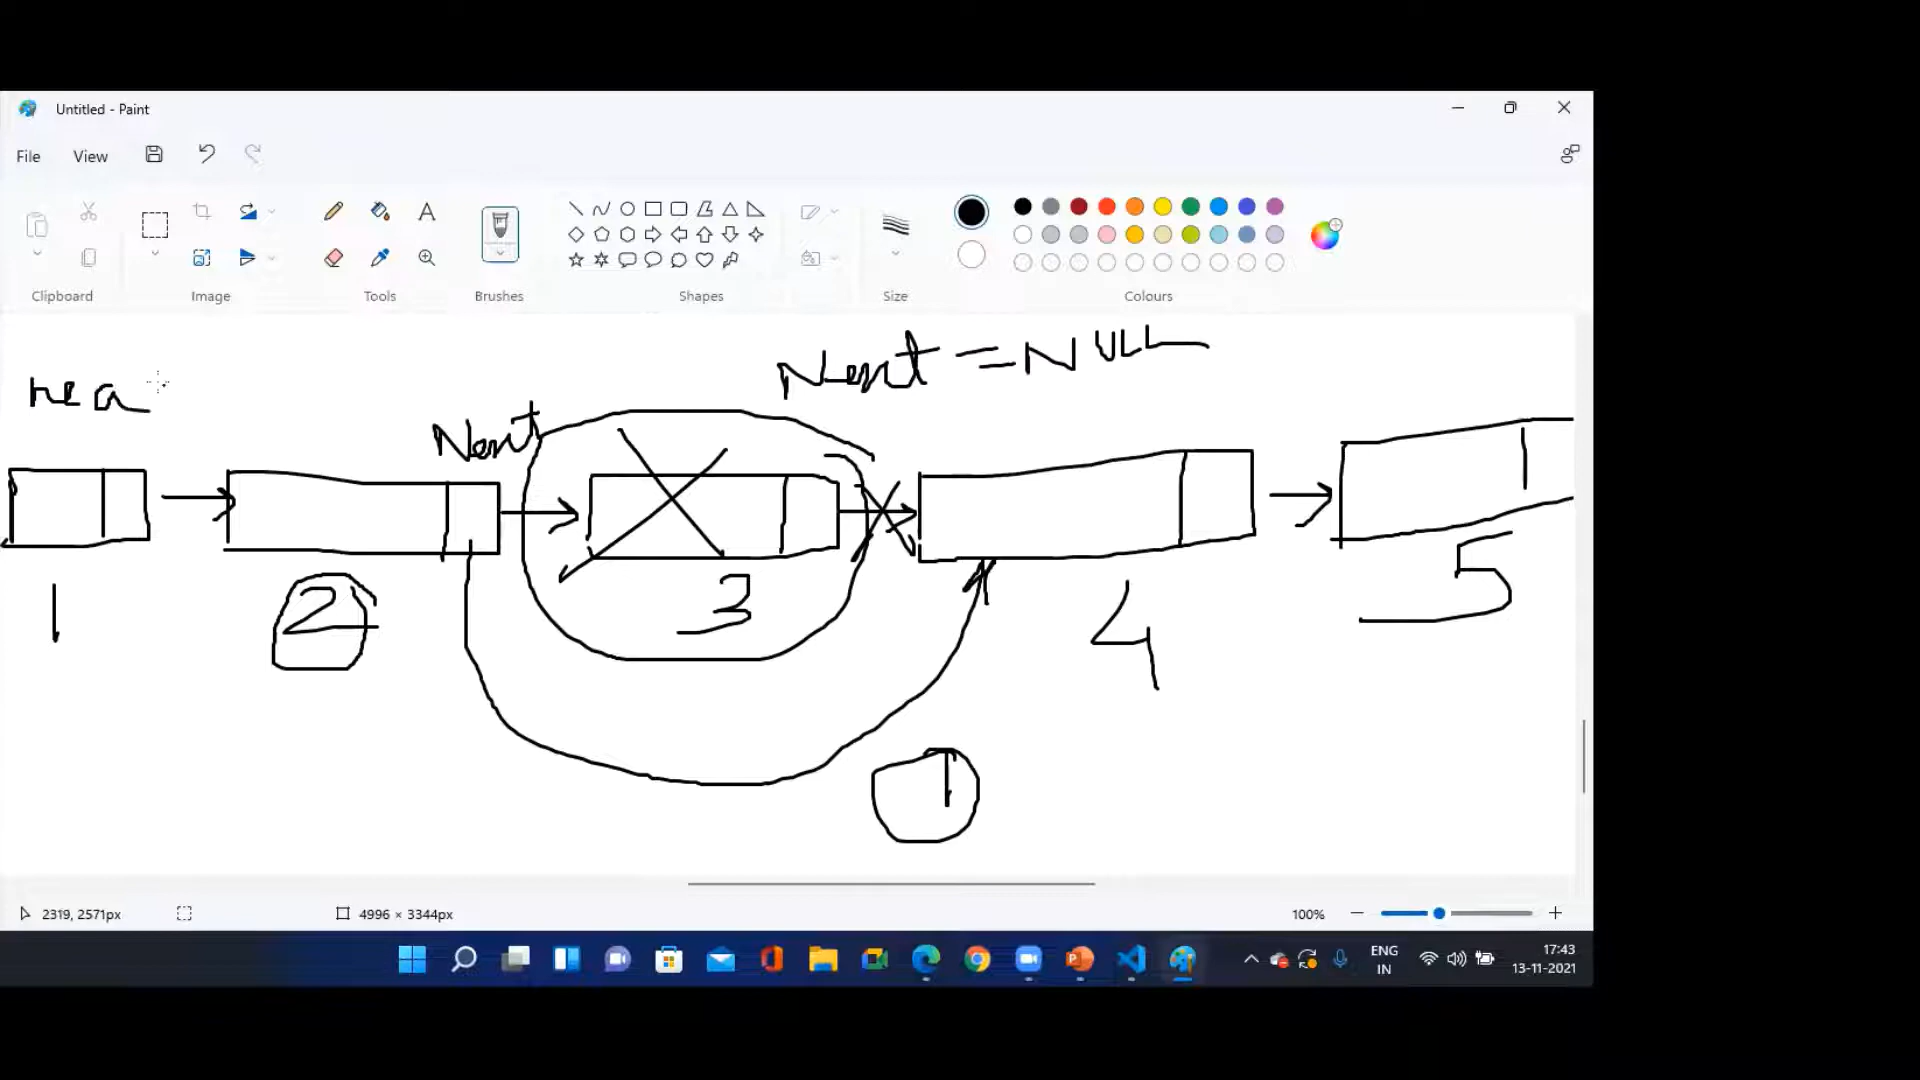 Untitled - Paint
File View
Clipboard Image Tools Brushes Shapes Size Colours
Next = NULL
hea
Next
1 2 3 4 5
1
2319, 2571px 4996 × 3344px 100%
ENG 17:43
IN 13-11-2021